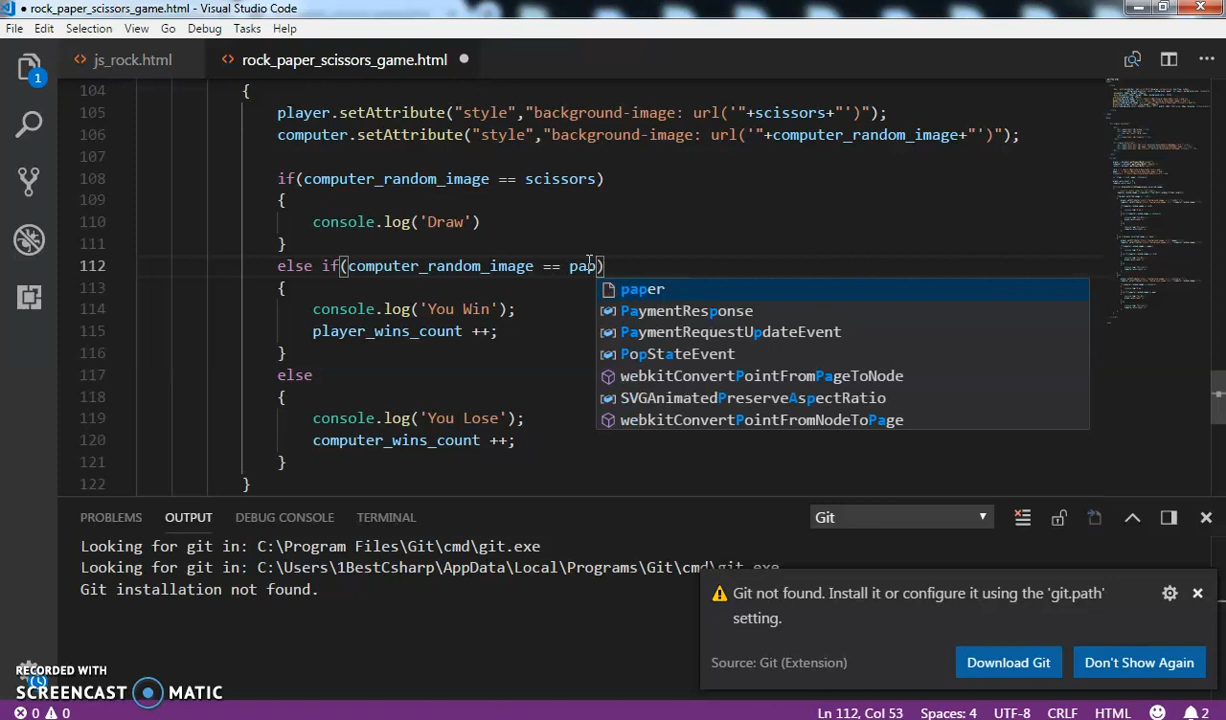 ● rock_paper_scissors_game.html - Visual Studio Code
File Edit Selection View Go Debug Tasks Help
js_rock.html rock_paper_scissors_game.html
1
104 {
105 player.setAttribute("style","background-image: url('"+scissors+"')");
106 computer.setAttribute("style","background-image: url('"+computer_random_image+"')");
107
108 if(computer_random_image == scissors)
109 {
110 console.log('Draw')
111 }
112 else if(computer_random_image == pap)
paper
113 {
PaymentResponse
114 console.log('You Win');
PaymentRequestUpdateEvent
115 player_wins_count ++;
PopStateEvent
116 }
webkitConvertPointFromPageToNode
117 else
SVGAnimatedPreserveAspectRatio
118 {
webkitConvertPointFromNodeToPage
119 console.log('You Lose');
120 computer_wins_count ++;
121 }
122 }
PROBLEMS OUTPUT DEBUG CONSOLE TERMINAL Git
Looking for git in: C:\Program Files\Git\cmd\git.exe
Looking for git in: C:\Users\1BestCsharp\AppData\Local\Programs\Git\cmd\git.exe
Git installation not found.
Git not found. Install it or configure it using the 'git.path'
setting.
Source: Git (Extension) Download Git Don't Show Again
RECORDED WITH
SCREENCAST MATIC
0 0 Ln 112, Col 53 Spaces: 4 UTF-8 CRLF HTML 2